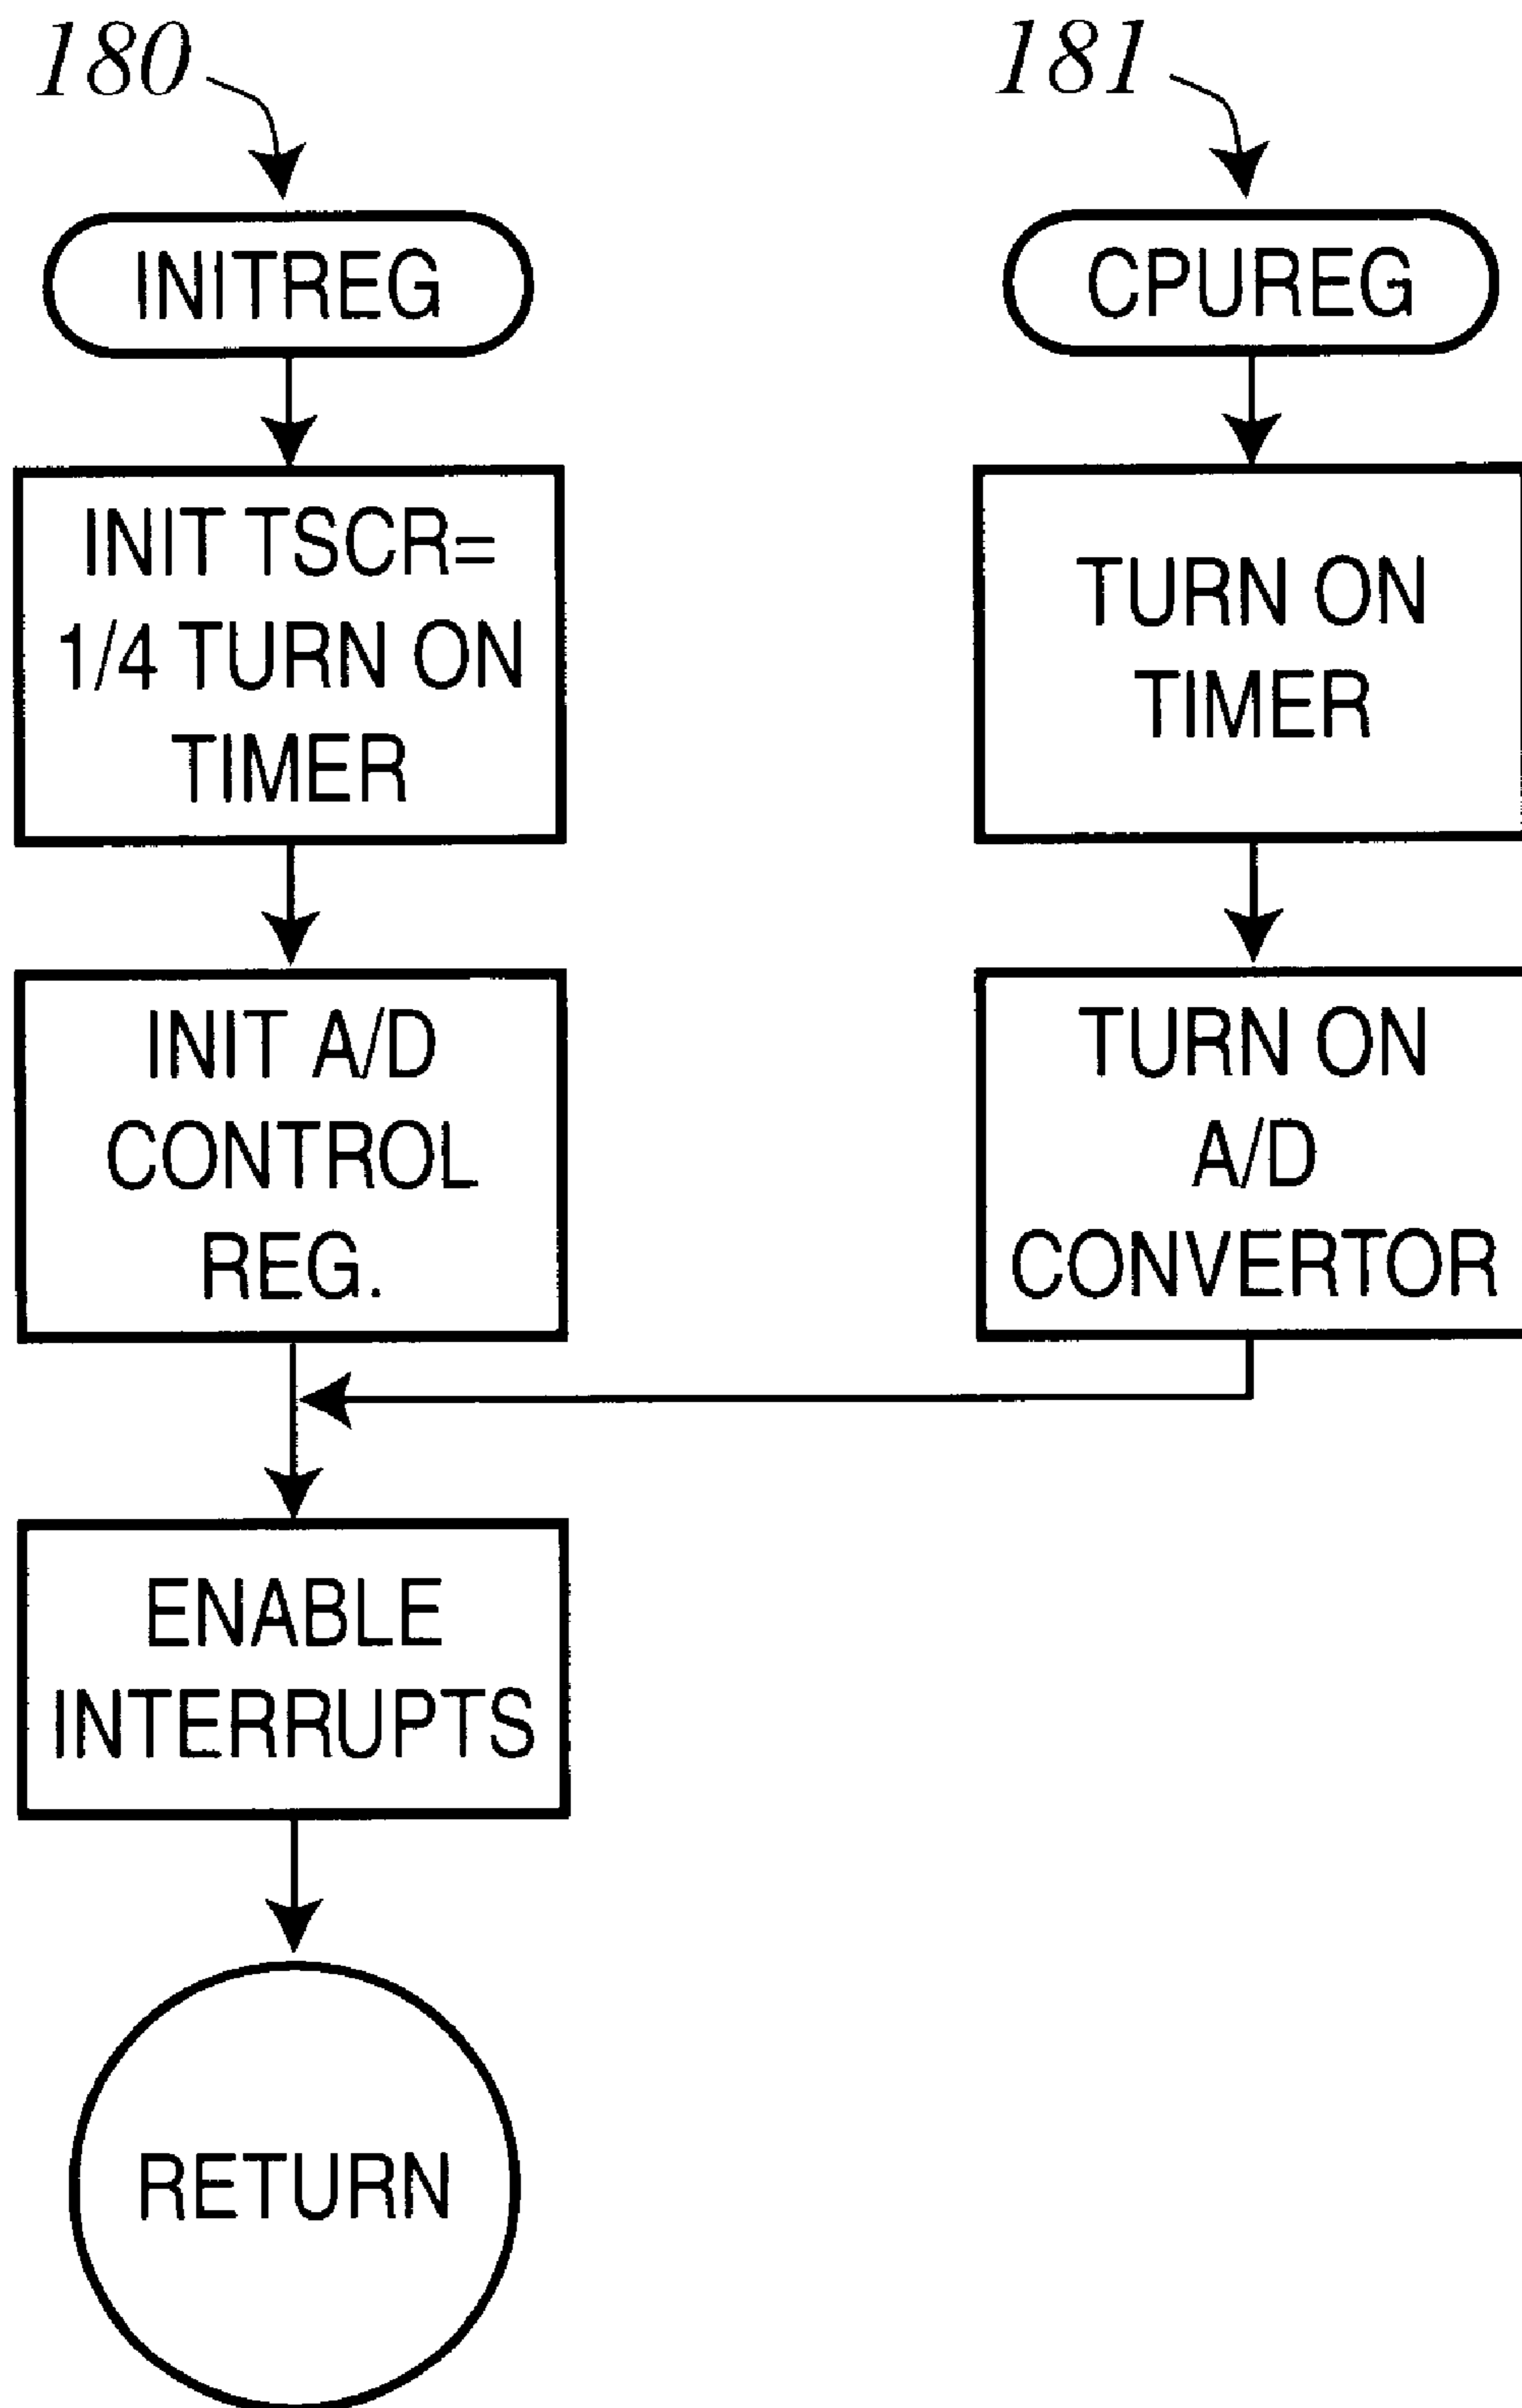 180
INITREG
INIT TSCR=
1/4 TURN ON
TIMER
INIT A/D
CONTROL
REG.
ENABLE
INTERRUPTS
RETURN
181
CPUREG
TURN ON
TIMER
TURN ON
A/D
CONVERTOR